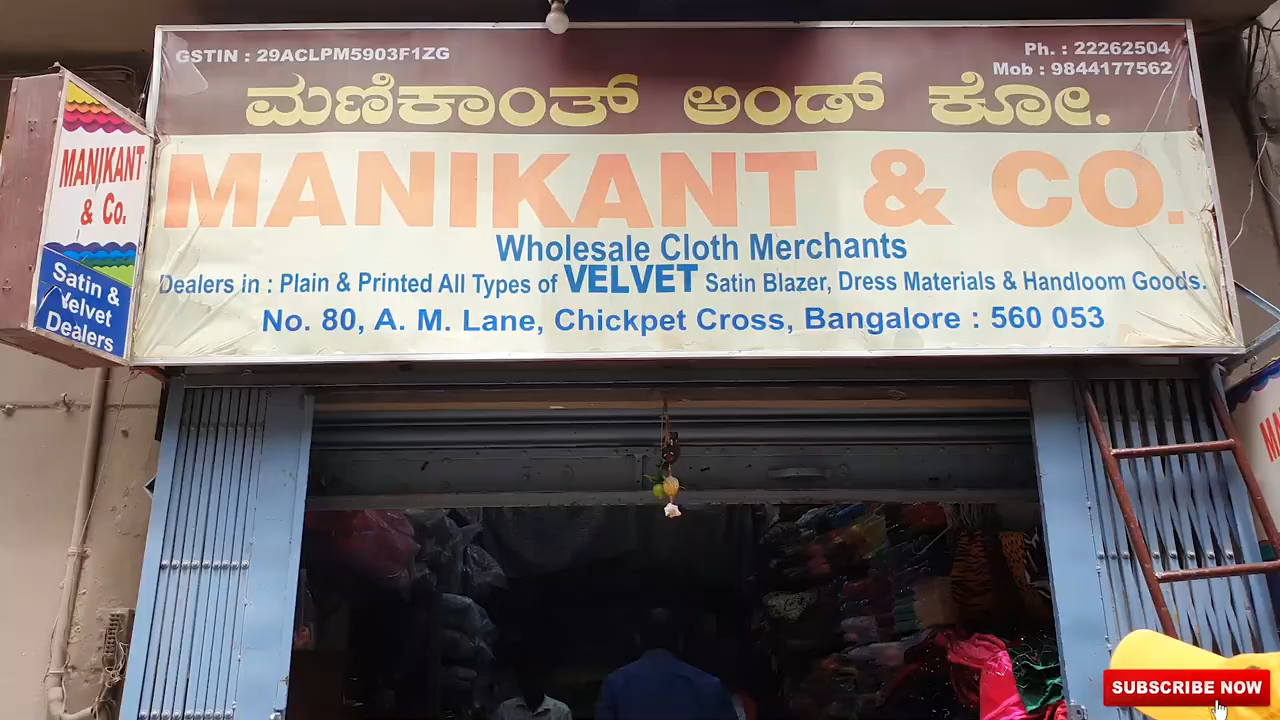 GSTIN : 29ACLPM5903F1ZG
Ph. : 22262504
Mob : 9844177562
ಮಣಿಕಾಂತ್ ಅಂಡ್ ಕೋ.
MANIKANT & CO.
Wholesale Cloth Merchants
Dealers in : Plain & Printed All Types of VELVET Satin Blazer, Dress Materials & Handloom Goods.
No. 80, A. M. Lane, Chickpet Cross, Bangalore : 560 053
MANIKANT
& Co.
Satin &
Velvet
Dealers
SUBSCRIBE NOW